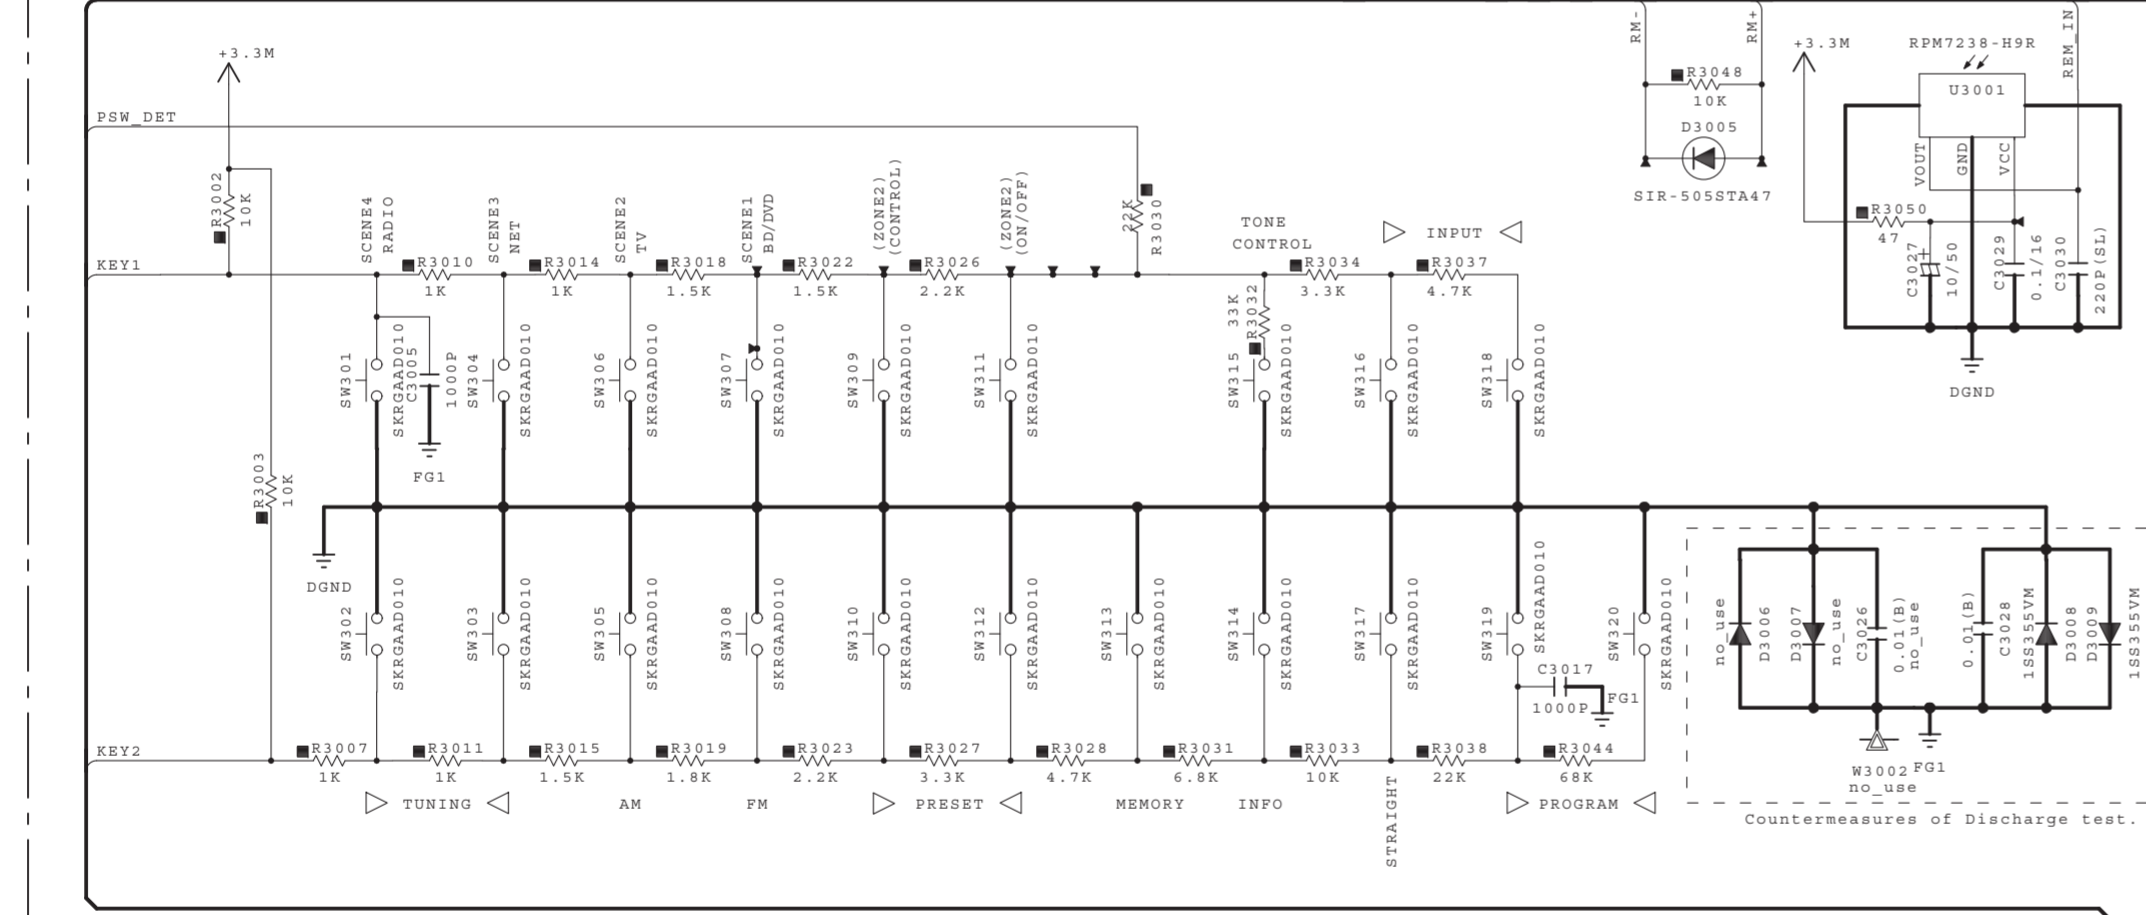 +3.3M
PSW_DET
R3002
10K
KEY1
SCENE4
RADIO
SCENE3
NET
SCENE2
TV
SCENE1
BD/DVD
(ZONE2)
(CONTROL)
(ZONE2)
(ON/OFF)
22K
R3030
TONE
CONTROL
INPUT
R3010
1K
R3014
1K
R3018
1.5K
R3022
1.5K
R3026
2.2K
R3034
3.3K
R3037
4.7K
33K
R3032
SW301
SKRGAAD010
C3005
1000P
FG1
SW304
SKRGAAD010
SW306
SKRGAAD010
SW307
SKRGAAD010
SW309
SKRGAAD010
SW311
SKRGAAD010
SW315
SKRGAAD010
SW316
SKRGAAD010
SW318
SKRGAAD010
R3003
10K
DGND
SW302
SKRGAAD010
SW303
SKRGAAD010
SW305
SKRGAAD010
SW308
SKRGAAD010
SW310
SKRGAAD010
SW312
SKRGAAD010
SW313
SKRGAAD010
SW314
SKRGAAD010
SW317
SKRGAAD010
SW319
SKRGAAD010
SW320
SKRGAAD010
C3017
1000P
FG1
KEY2
R3007
1K
R3011
1K
R3015
1.5K
R3019
1.8K
R3023
2.2K
R3027
3.3K
R3028
4.7K
R3031
6.8K
R3033
10K
R3038
22K
R3044
68K
TUNING
AM
FM
PRESET
MEMORY
INFO
STRAIGHT
PROGRAM
RM-
RM+
R3048
10K
D3005
SIR-505STA47
+3.3M
RPM7238-H9R
REM_IN
U3001
VOUT
GND
VCC
R3050
47
C3027
+
10/50
C3029
0.1/16
C3030
220P(SL)
DGND
no_use
D3006
D3007
no_use
C3026
0.01(B)
no_use
0.01(B)
C3028
1SS355VM
D3008
D3009
1SS355VM
W3002
no_use
FG1
Countermeasures of Discharge test.